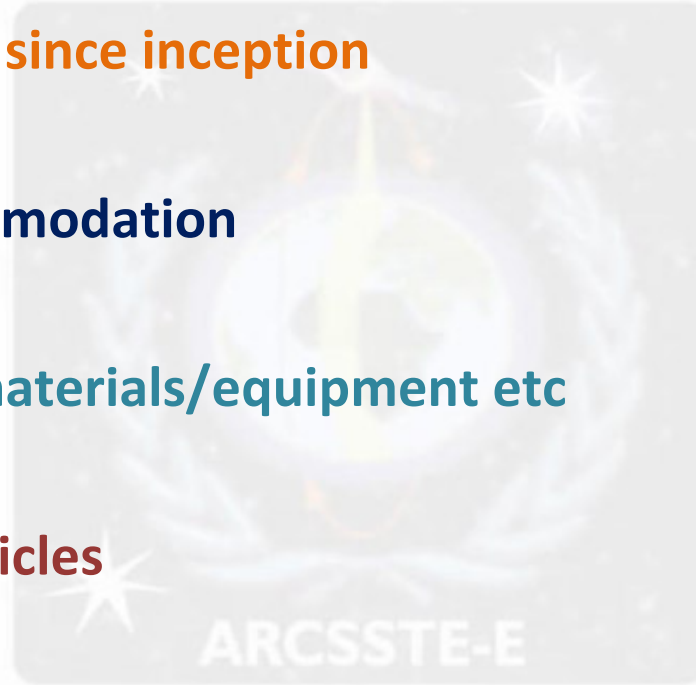 since inception
modation
aterials/equipment etc
icles
ARCSSTE-E